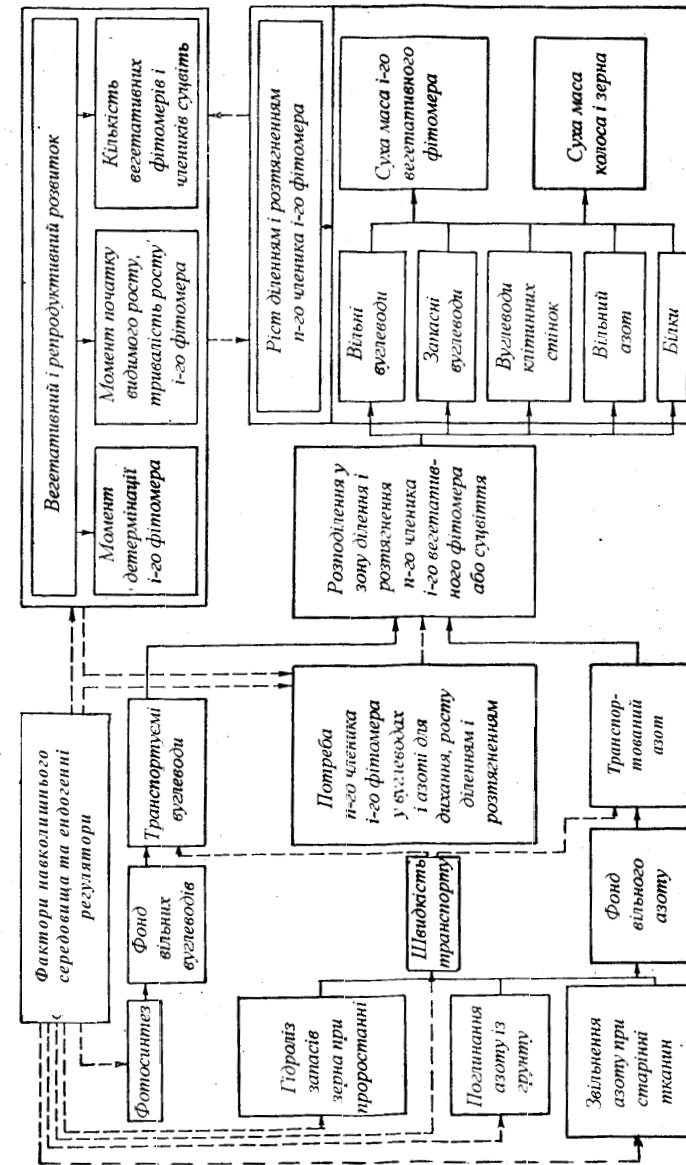 Фактори навколишнього
середовища та ендогенні
регулятори
Вегетативний і репродуктивний розвиток
Момент
детермінації
і-го фітомера
Момент початку
видимого росту,
тривалість росту
і-го фітомера
Кількість
вегетативних
фітомерів і
члеників суцвіть
Фотосинтез
Фонд
вільних
вуглеводів
Транспортуємі
вуглеводи
Ріст діленням і розтягненням
п-го членика і-го фітомера
Гідроліз
запасів
зерна при
проростанні
Поглинання
азоту із
грунту
Звільнення
азоту при
старінні
тканин
Швидкість
транспорту
Фонд
вільного
азоту
Потреба
п-го членика
і-го фітомера
у вуглеводах
і азоті для
дихання, росту
діленням і
розтягненням
Транспор-
тований
азот
Розподілення у
зону ділення і
розтягнення
п-го членика
і-го вегетатив-
ного фітомера
або суцвіття
Вільні
вуглеводи
Запасні
вуглеводи
Вуглеводи
клітинних
стінок
Вільний
азот
Білки
Суха маса і-го
вегетативного
фітомера
Суха маса
колоса і зерна